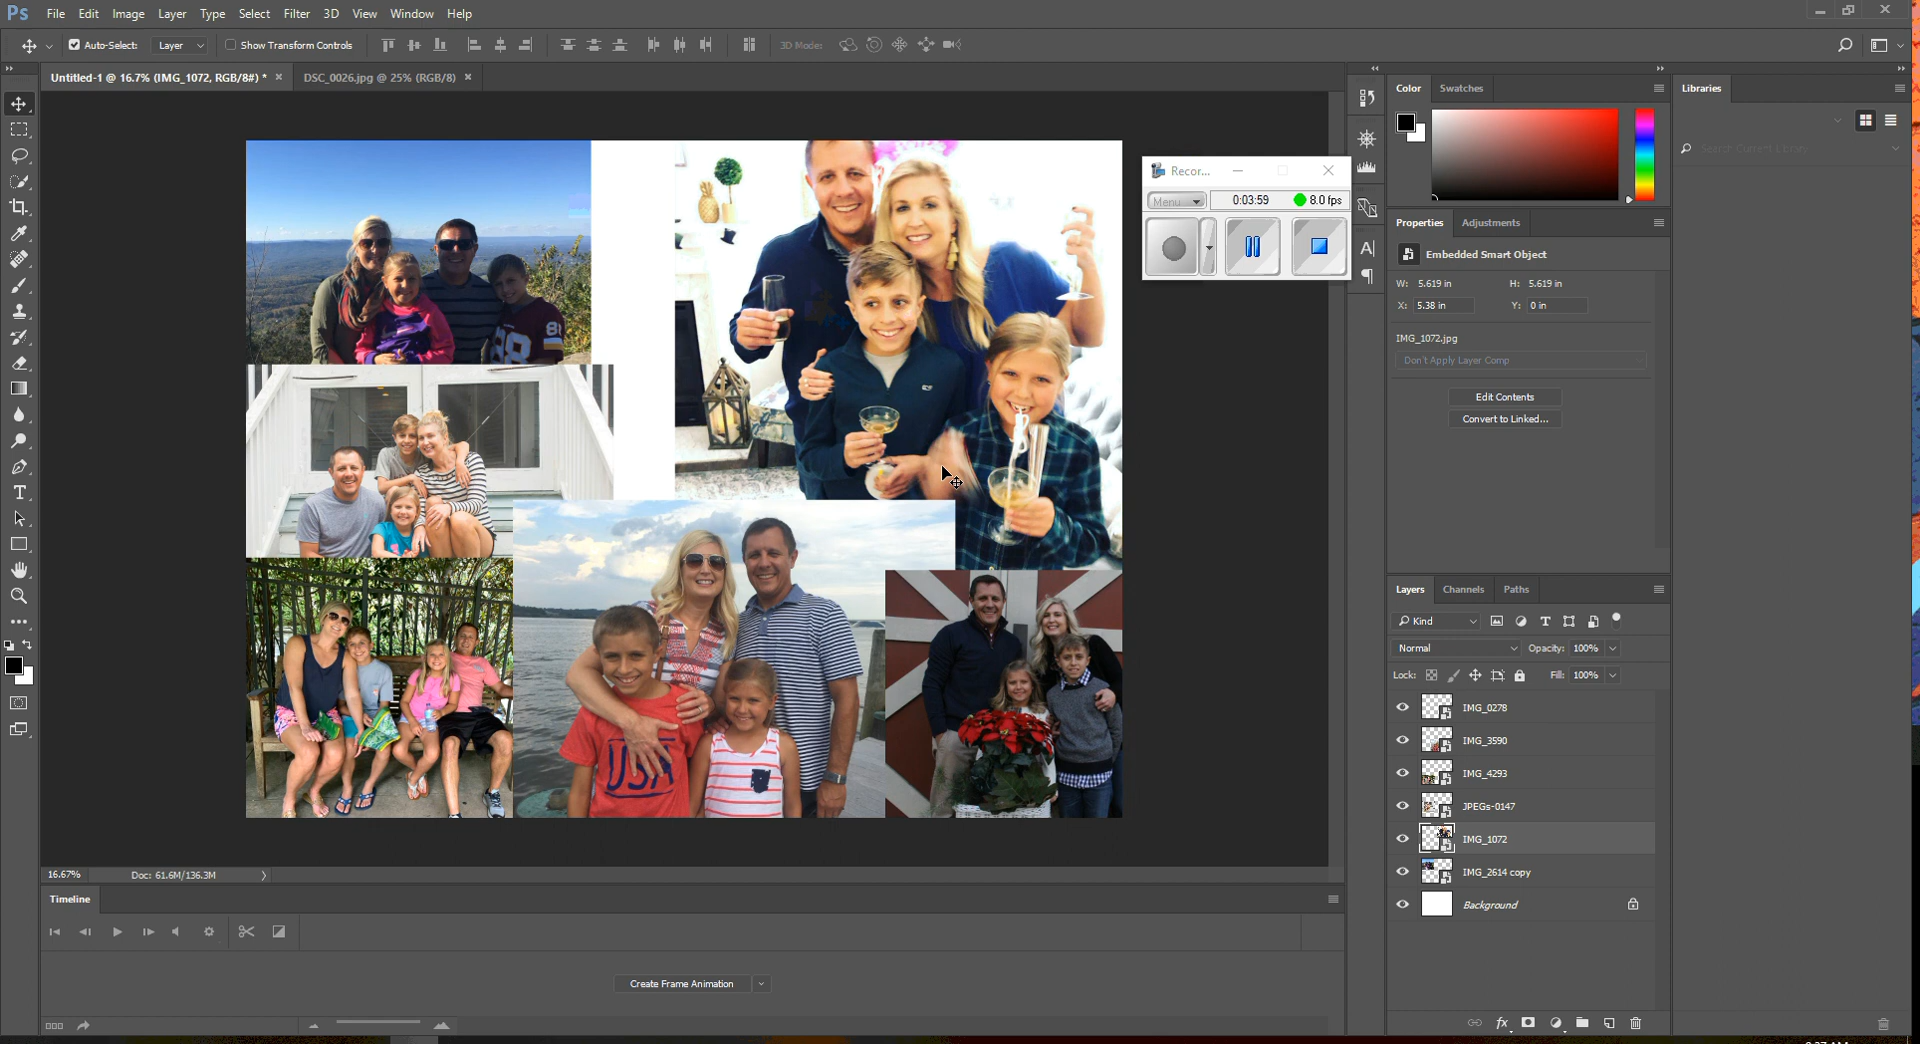 Ps File Edit Image Layer Type Select Filter 3D View Window Help
Auto-Select: Layer Show Transform Controls 3D Mode:
Untitled-1 @ 16.7% (IMG_1072, RGB/8#) * × DSC_0026.jpg @ 25% (RGB/8) ×
Color Swatches
Libraries
Search Current Library
Recor...
Menu 0:03:59 8.0 fps
Properties Adjustments
Embedded Smart Object
W: 5.619 in H: 5.619 in
X: 5.38 in Y: 0 in
IMG_1072.jpg
Don't Apply Layer Comp
Edit Contents
Convert to Linked...
88
USA
Layers Channels Paths
Kind
Normal Opacity: 100%
Lock: Fill: 100%
IMG_0278
IMG_3590
IMG_4293
JPEGs-0147
IMG_1072
IMG_2614 copy
Background
16.67% Doc: 61.6M/136.3M
Timeline
Create Frame Animation
fx